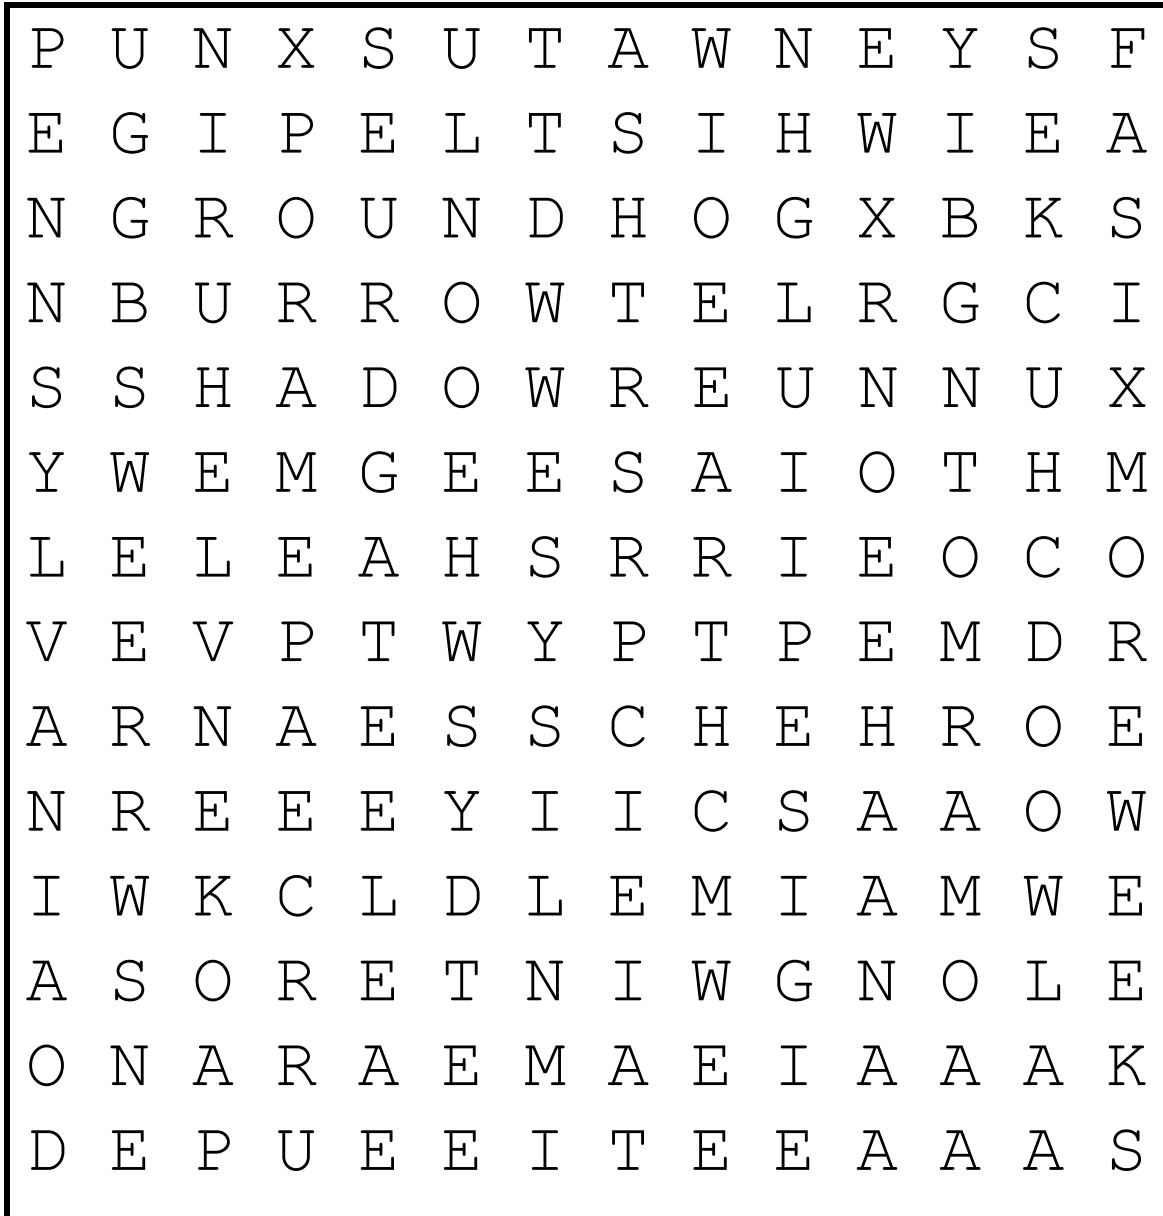 P U N X S U T A W N E Y S F
E G I P E L T S I H W I E A
N G R O U N D H O G X B K S
N B U R R O W T E L R G C I
S S H A D O W R E U N N U X
Y W E M G E E S A I O T H M
L E L E A H S R R I E O C O
V E V P T W Y P T P E M D R
A R N A E S S C H E H R O E
N R E E E Y I I C S A A O W
I W K C L D L E M I A M W E
A S O R E T N I W G N O L E
O N A R A E M A E I A A A K
D E P U E E I T E E A A A S